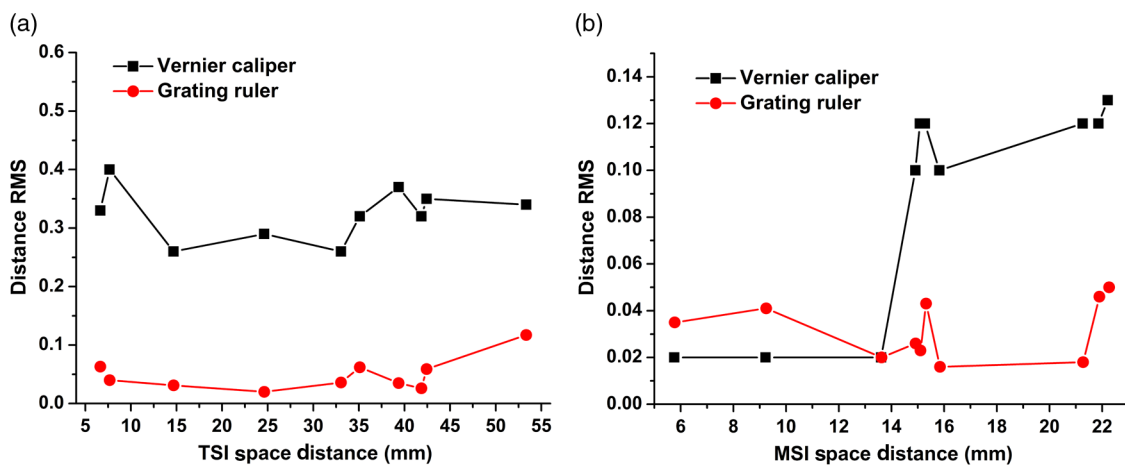 (a)
Vernier caliper
Grating ruler
Distance RMS
0.6
0.5
0.4
0.3
0.2
0.1
0.0
5 10 15 20 25 30 35 40 45 50 55
TSI space distance (mm)
(b)
Vernier caliper
Grating ruler
Distance RMS
0.14
0.12
0.10
0.08
0.06
0.04
0.02
0.00
6 8 10 12 14 16 18 20 22
MSI space distance (mm)